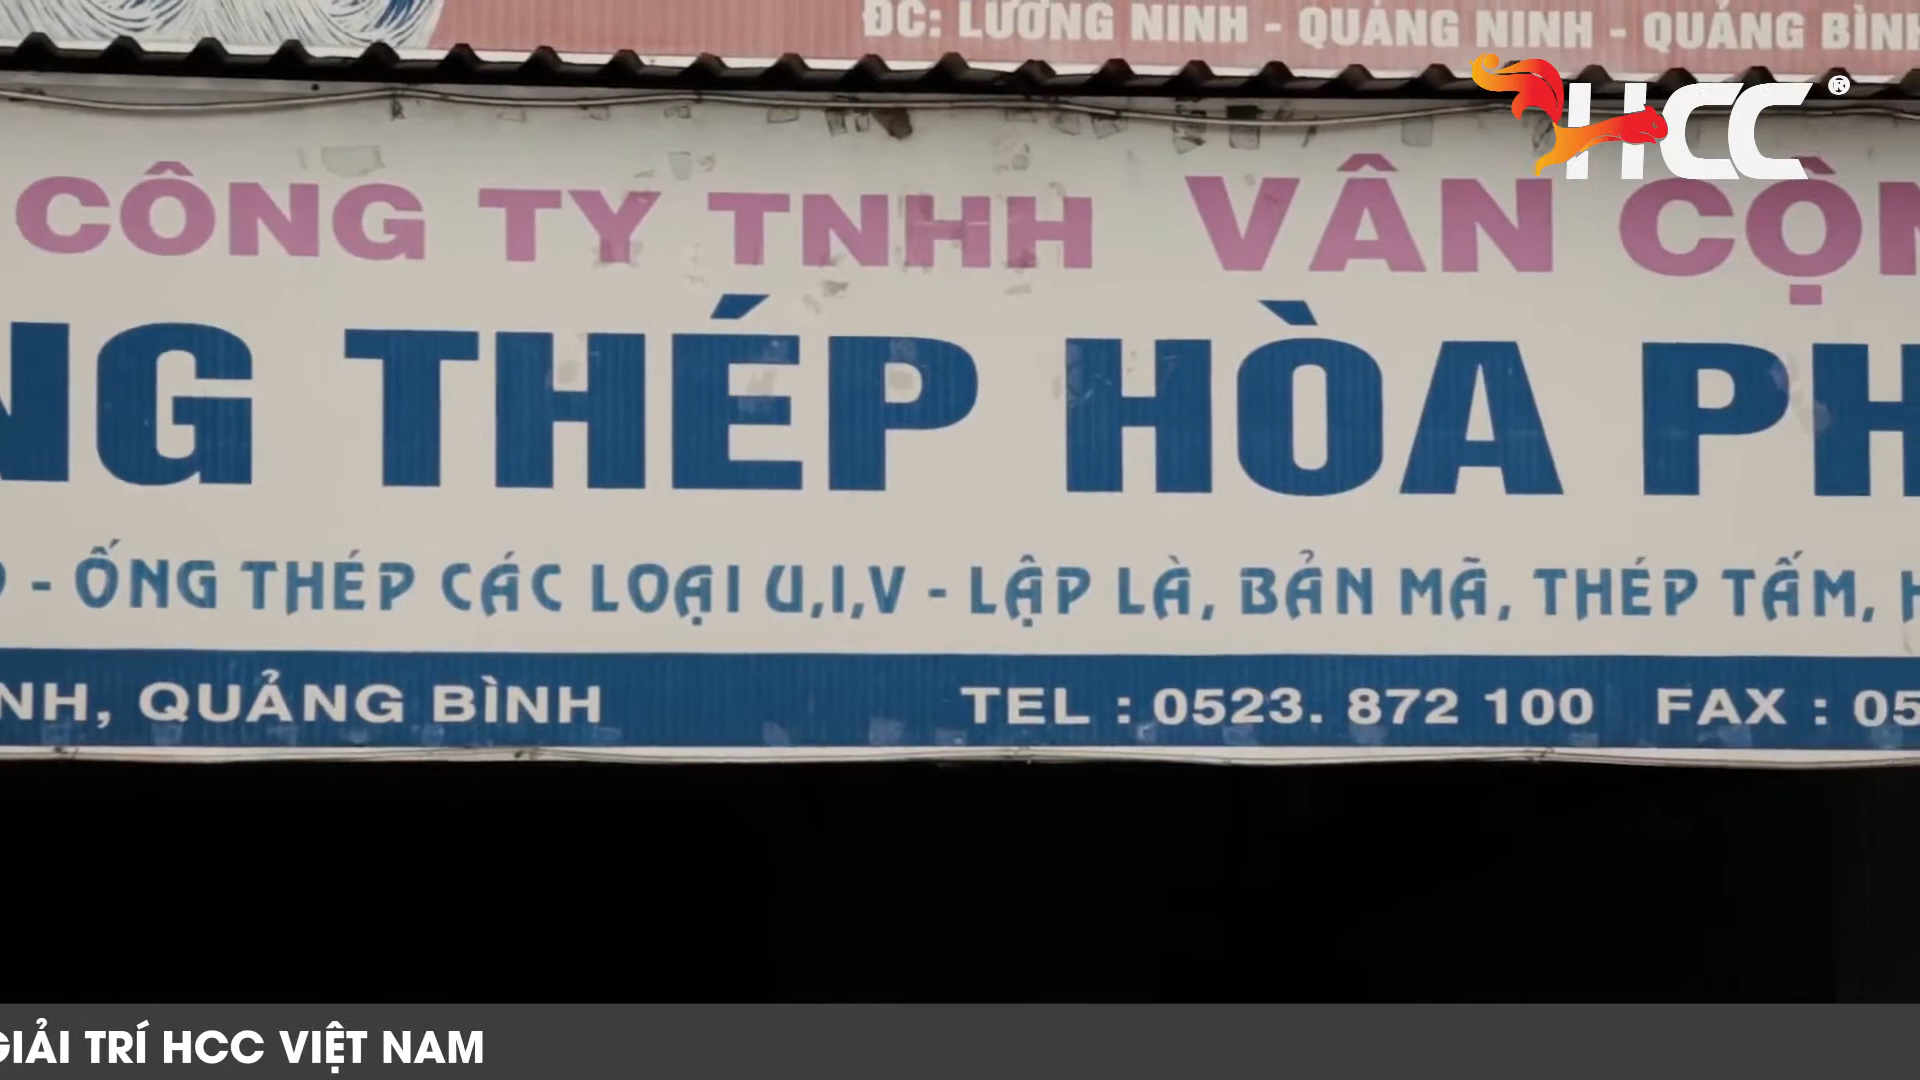 ĐC: LƯƠNG NINH - QUẢNG NINH - QUẢNG BÌNH
HCC ®
CÔNG TY TNHH VÂN CỘN
NG THÉP HÒA PH
- ỐNG THÉP CÁC LOẠI U,I,V - LẬP LÀ, BẢN MÃ, THÉP TẤM, H
NH, QUẢNG BÌNH TEL : 0523. 872 100 FAX : 05
GIẢI TRÍ HCC VIỆT NAM